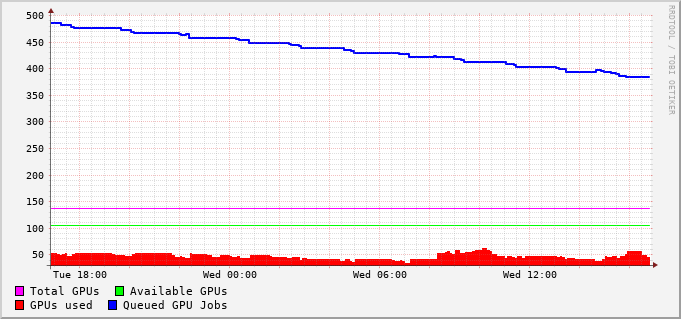 500
450
400
350
300
250
200
150
100
50
Tue 18:00 Wed 00:00 Wed 06:00 Wed 12:00
Total GPUs Available GPUs
GPUs used Queued GPU Jobs
RRDTOOL / TOBI OETIKER